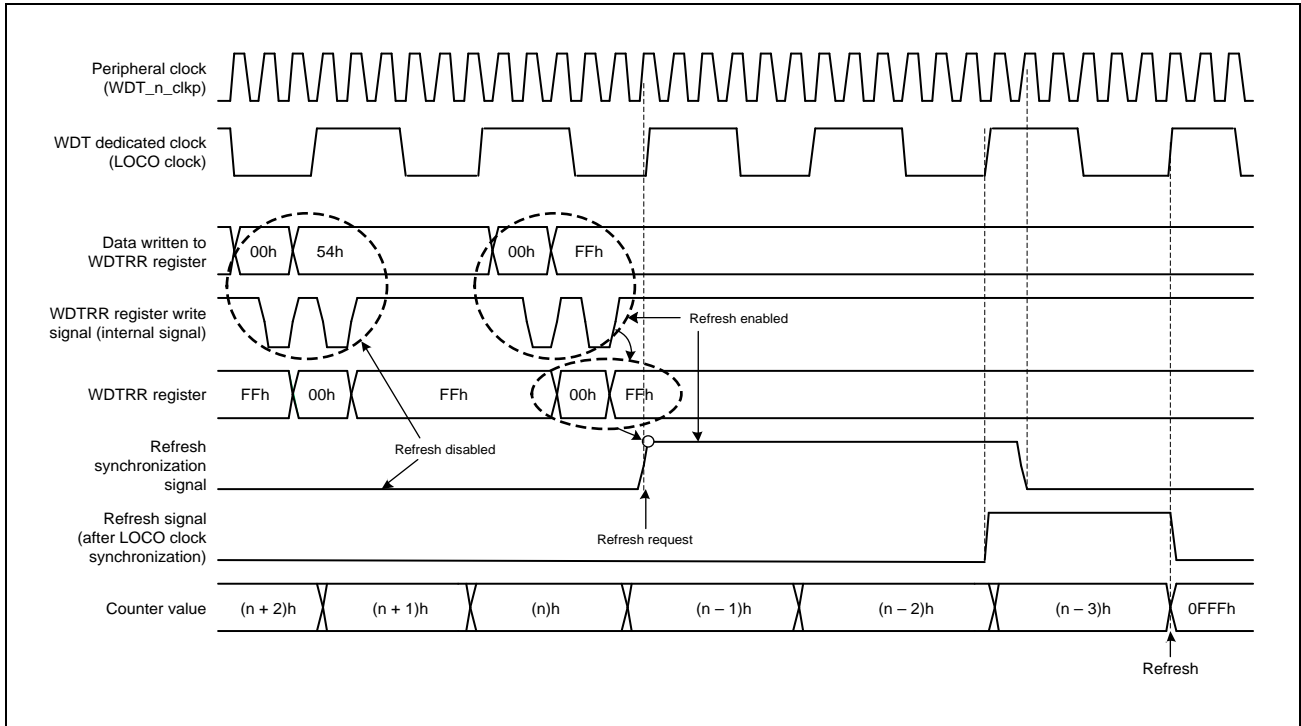 Peripheral clock
(WDT_n_clkp)
WDT dedicated clock
(LOCO clock)
Data written to
WDTRR register
00h
54h
00h
FFh
WDTRR register write
signal (internal signal)
Refresh enabled
WDTRR register
FFh
00h
FFh
00h
FFh
Refresh
synchronization
signal
Refresh disabled
Refresh signal
(after LOCO clock
synchronization)
Refresh request
Counter value
(n + 2)h
(n + 1)h
(n)h
(n – 1)h
(n – 2)h
(n – 3)h
0FFFh
Refresh